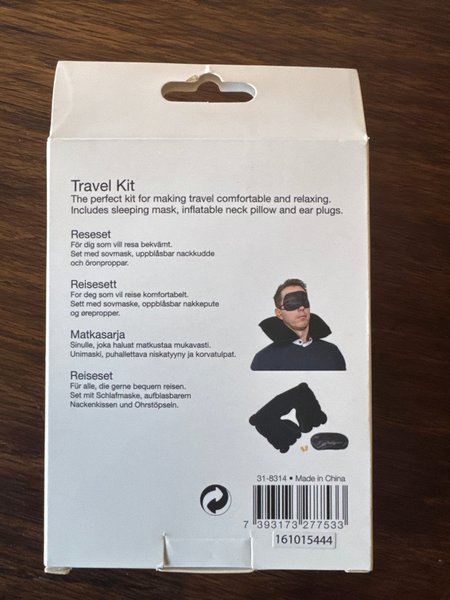 Travel Kit
The perfect kit for making travel comfortable and relaxing.
Includes sleeping mask, inflatable neck pillow and ear plugs.
Reseset
För dig som vill resa bekvämt.
Set med sovmask, uppblåsbar nackkudde
och öronproppar.
Reisesett
For deg som vil reise komfortabelt.
Sett med sovmaske, oppblåsbar nakkepute
og ørepropper.
Matkasarja
Sinulle, joka haluat matkustaa mukavasti.
Unimaski, puhallettava niskatyyny ja korvatulpat.
Reiseset
Für alle, die gerne bequem reisen.
Set mit Schlafmaske, aufblasbarem
Nackenkissen und Ohrstöpseln.
31-8314 • Made in China
7 393173 277533
161015444